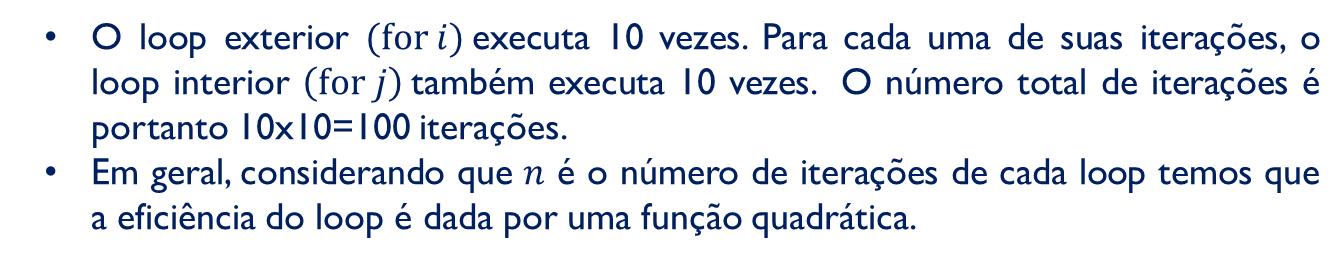 • O loop exterior (for i) executa 10 vezes. Para cada uma de suas iterações, o
loop interior (for j) também executa 10 vezes. O número total de iterações é
portanto 10x10=100 iterações.
• Em geral, considerando que n é o número de iterações de cada loop temos que
a eficiência do loop é dada por uma função quadrática.